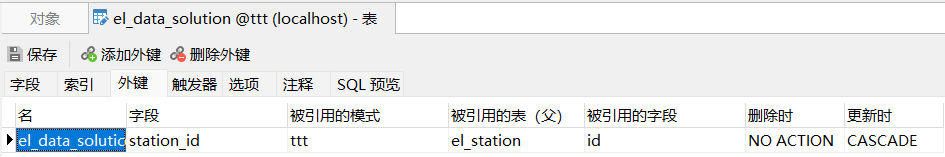 对象 el_data_solution @ttt (localhost) - 表
保存 添加外键 删除外键
字段 索引 外键 触发器 选项 注释 SQL 预览
名 字段 被引用的模式 被引用的表（父） 被引用的字段 删除时 更新时
station_id ttt el_station id NO ACTION CASCADE